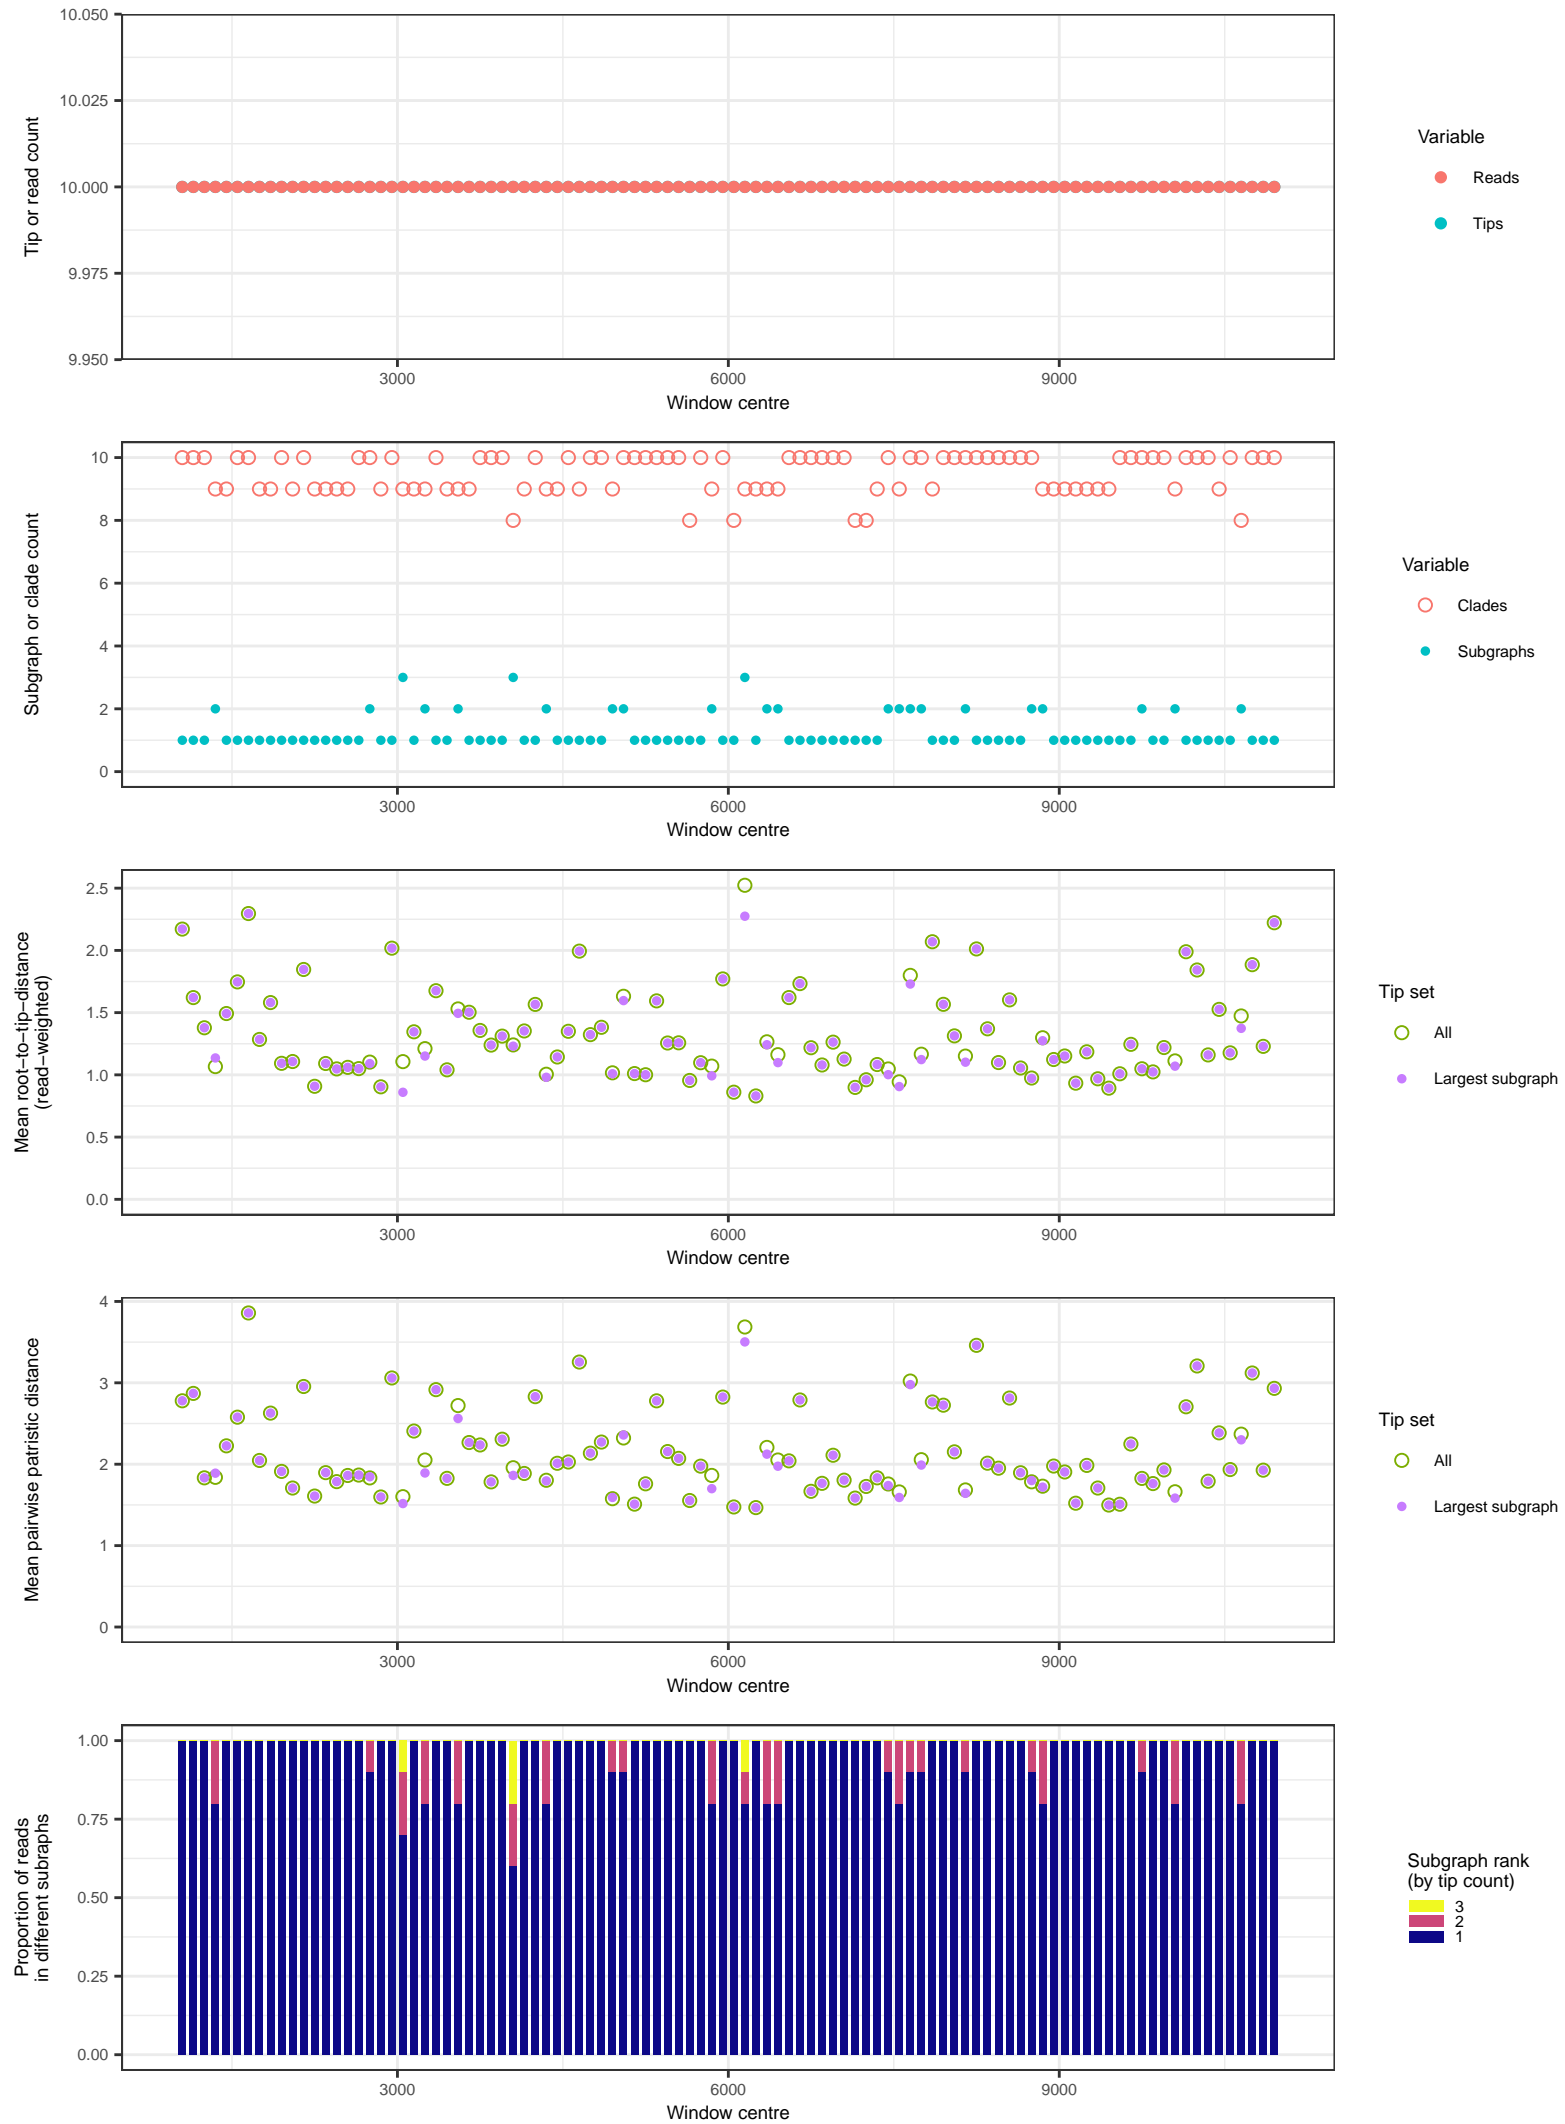 10.050
10.025
10.000
9.975
9.950
Tip or read count
3000
6000
9000
Window centre
Variable
Reads
Tips
10
8
6
4
2
0
Subgraph or clade count
3000
6000
9000
Window centre
Variable
Clades
Subgraphs
2.5
2.0
1.5
1.0
0.5
0.0
Mean root−to−tip−distance
(read−weighted)
3000
6000
9000
Window centre
Tip set
All
Largest subgraph
4
3
2
1
0
Mean pairwise patristic distance
3000
6000
9000
Window centre
Tip set
All
Largest subgraph
1.00
0.75
0.50
0.25
0.00
Proportion of reads
in different subraphs
3000
6000
9000
Window centre
Subgraph rank
(by tip count)
3
2
1